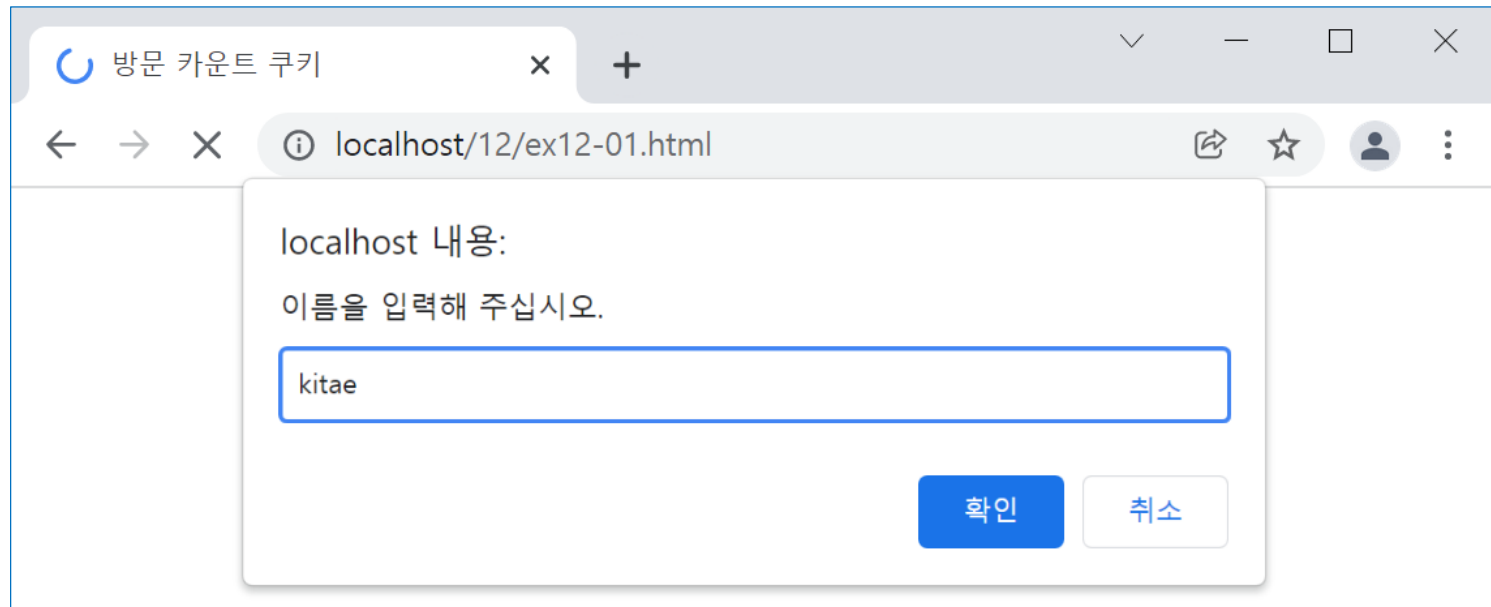 방문 카운트 쿠키
localhost/12/ex12-01.html
localhost 내용:
이름을 입력해 주십시오.
kitae
확인 취소